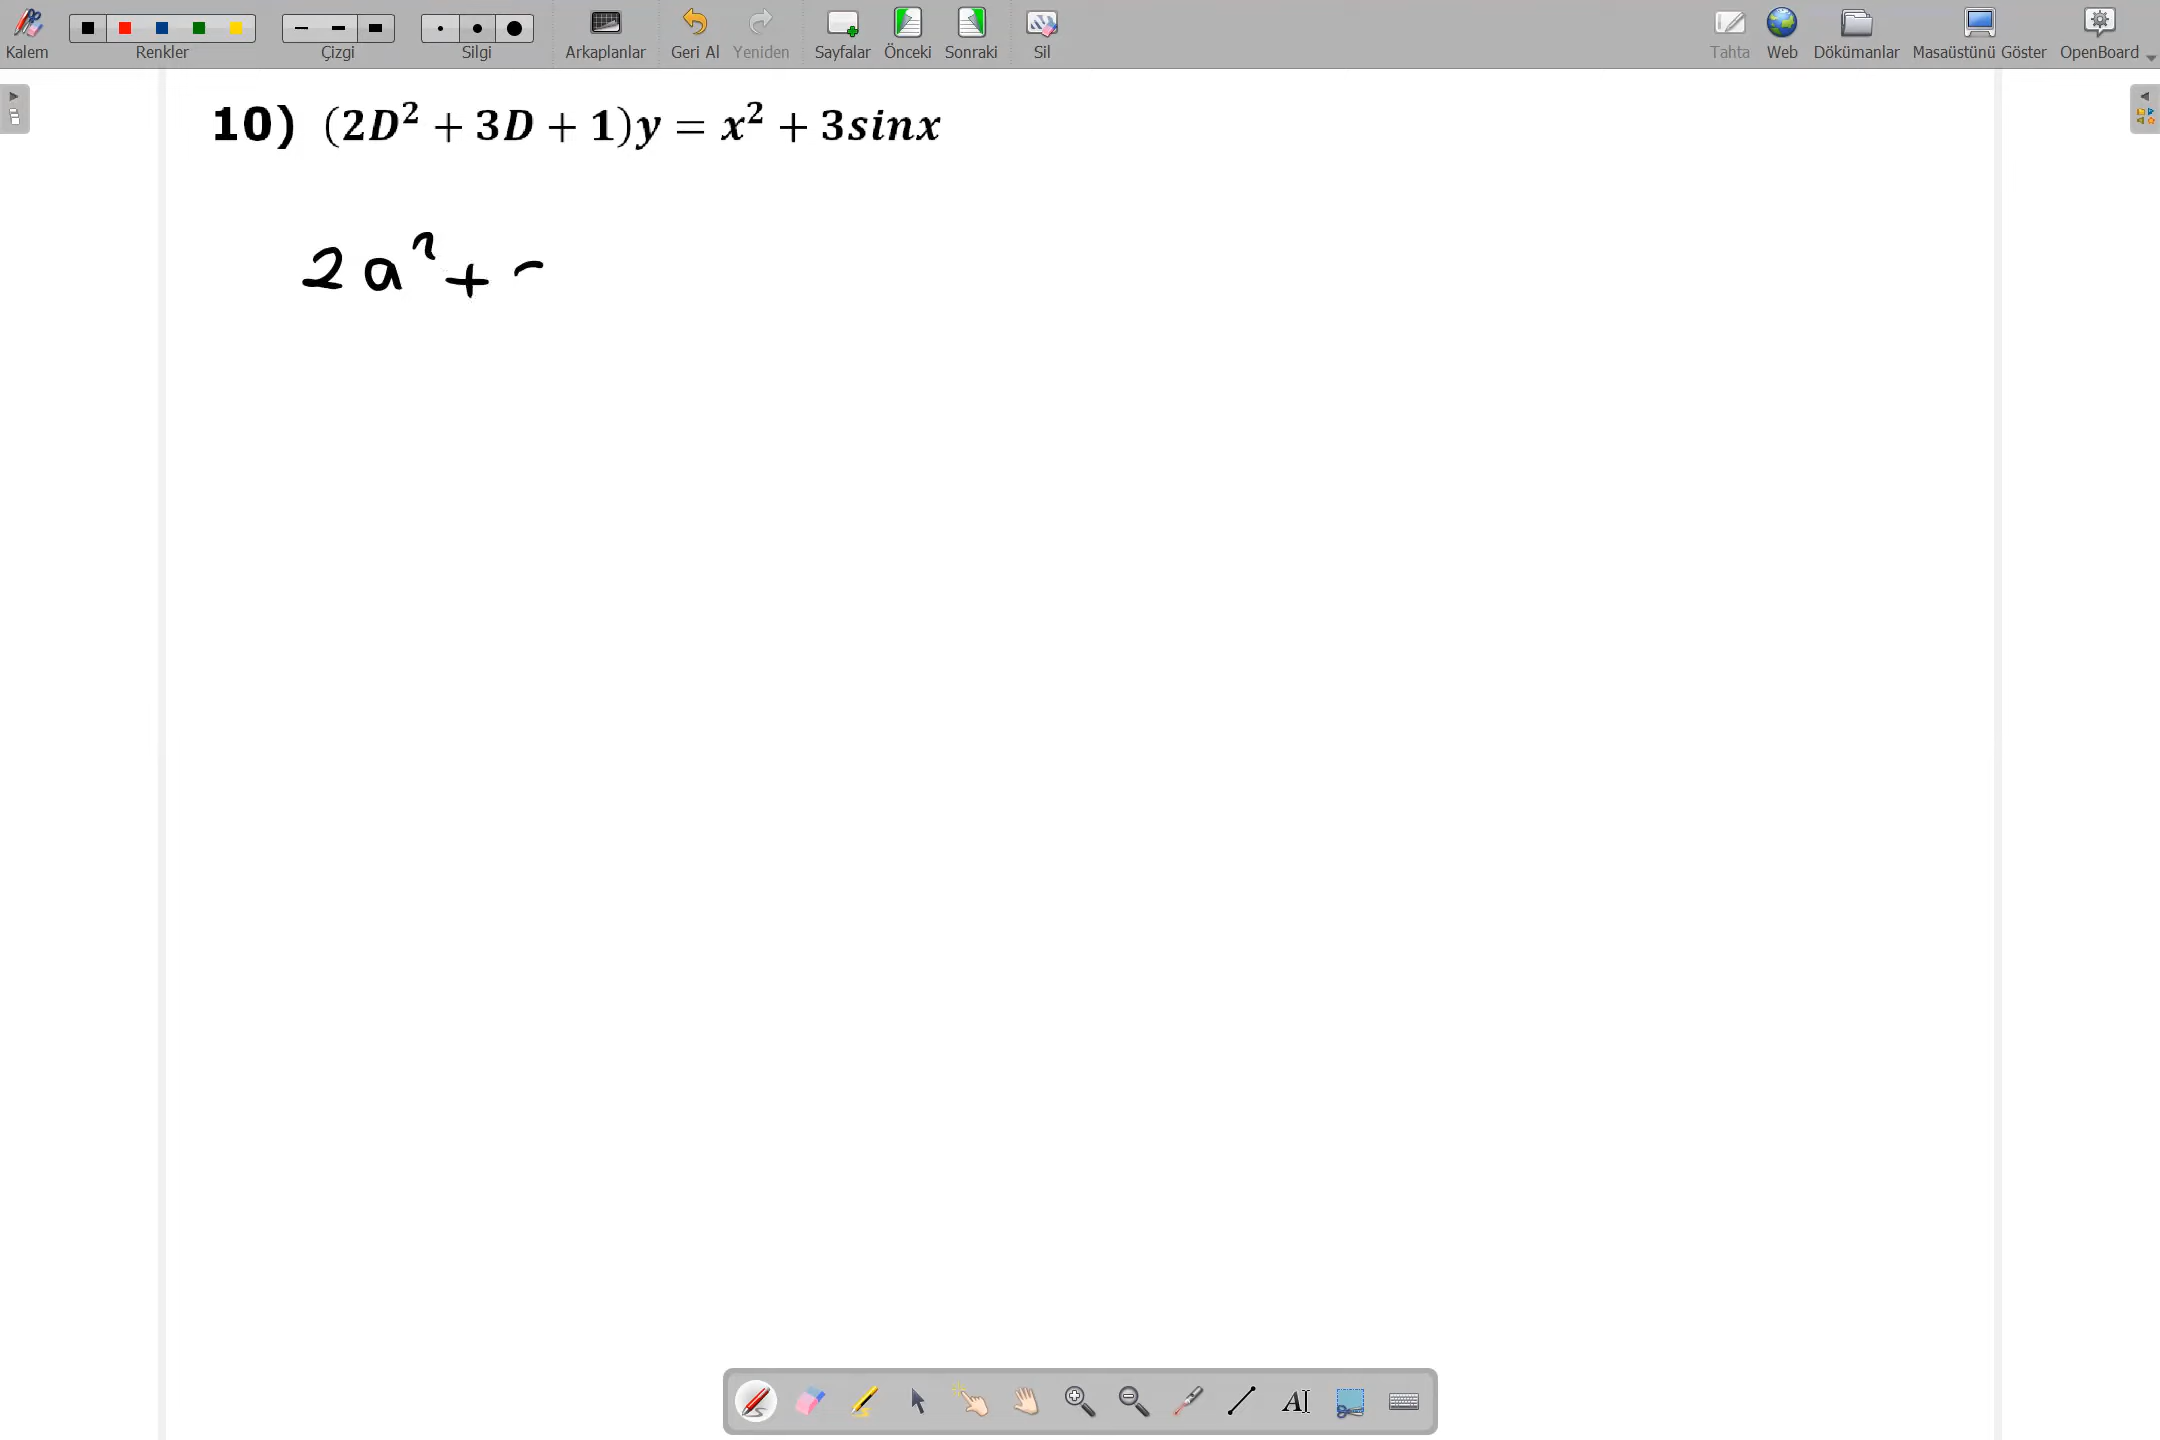 Kalem Renkler Çizgi Silgi Arkaplanlar Geri Al Yeniden Sayfalar Önceki Sonraki Sil Tahta Web Dökümanlar Masaüstünü Göster OpenBoard
10) (2D² + 3D + 1)y = x² + 3sinx
2a² +
A